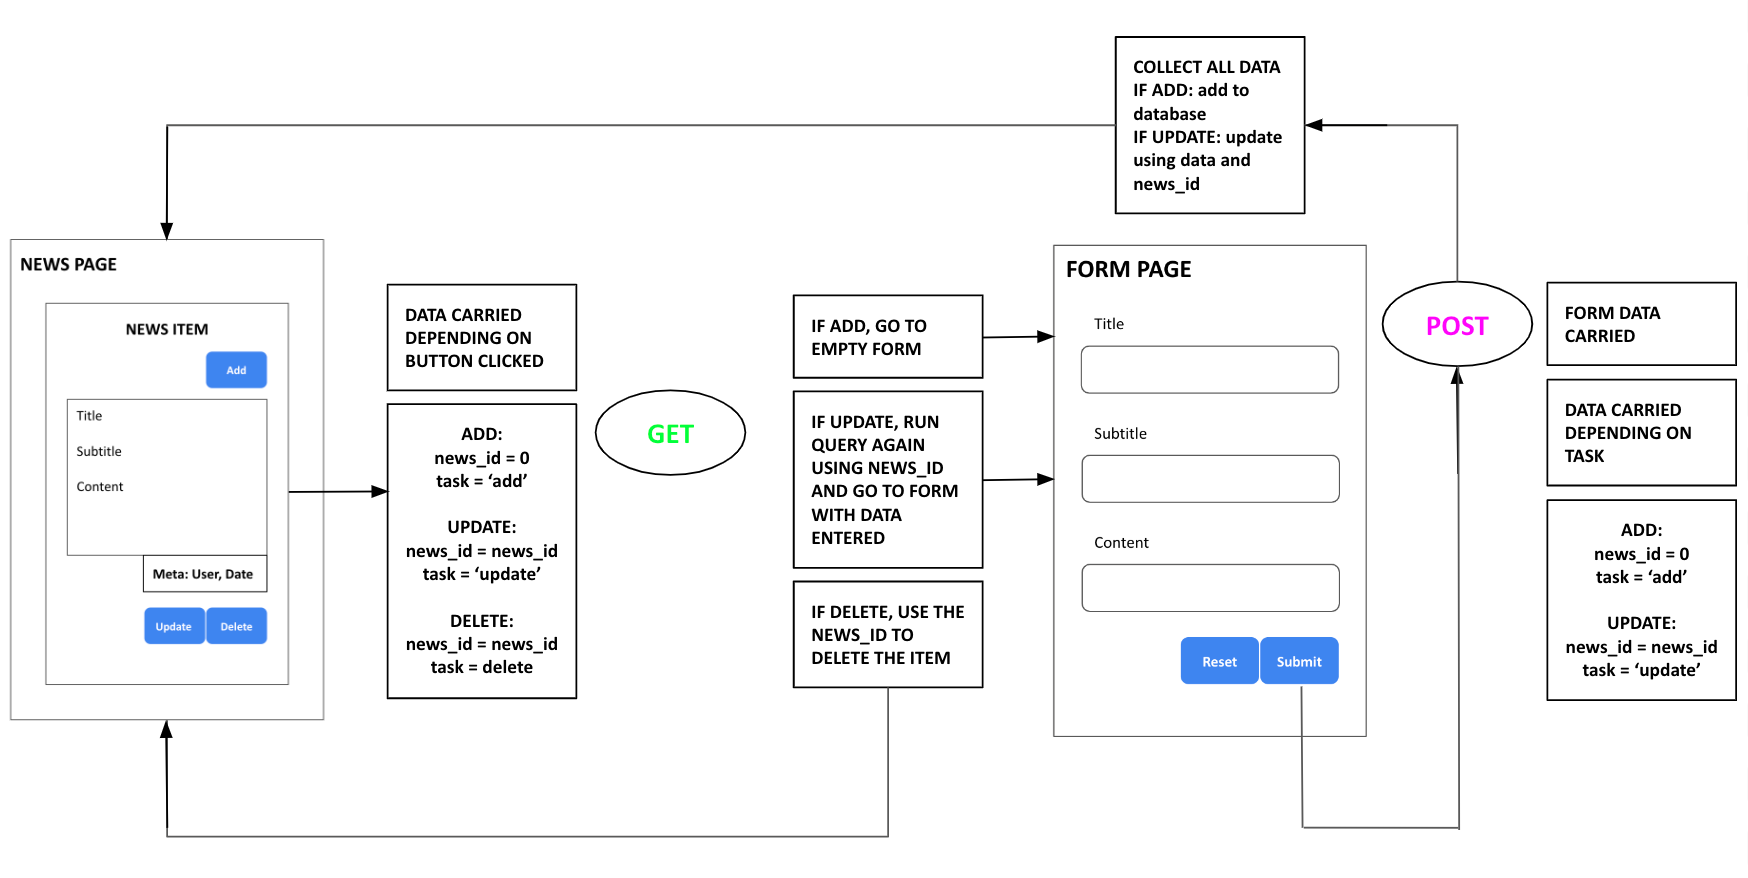 COLLECT ALL DATA
IF ADD: add to
database
IF UPDATE: update
using data and
news_id
NEWS PAGE
NEWS ITEM
Add
Title
Subtitle
Content
Meta: User, Date
Update
Delete
DATA CARRIED
DEPENDING ON
BUTTON CLICKED
ADD:
news_id = 0
task = ‘add’
UPDATE:
news_id = news_id
task = ‘update’
DELETE:
news_id = news_id
task = delete
GET
IF ADD, GO TO
EMPTY FORM
IF UPDATE, RUN
QUERY AGAIN
USING NEWS_ID
AND GO TO FORM
WITH DATA
ENTERED
IF DELETE, USE THE
NEWS_ID TO
DELETE THE ITEM
FORM PAGE
Title
Subtitle
Content
Reset
Submit
POST
FORM DATA
CARRIED
DATA CARRIED
DEPENDING ON
TASK
ADD:
news_id = 0
task = ‘add’
UPDATE:
news_id = news_id
task = ‘update’